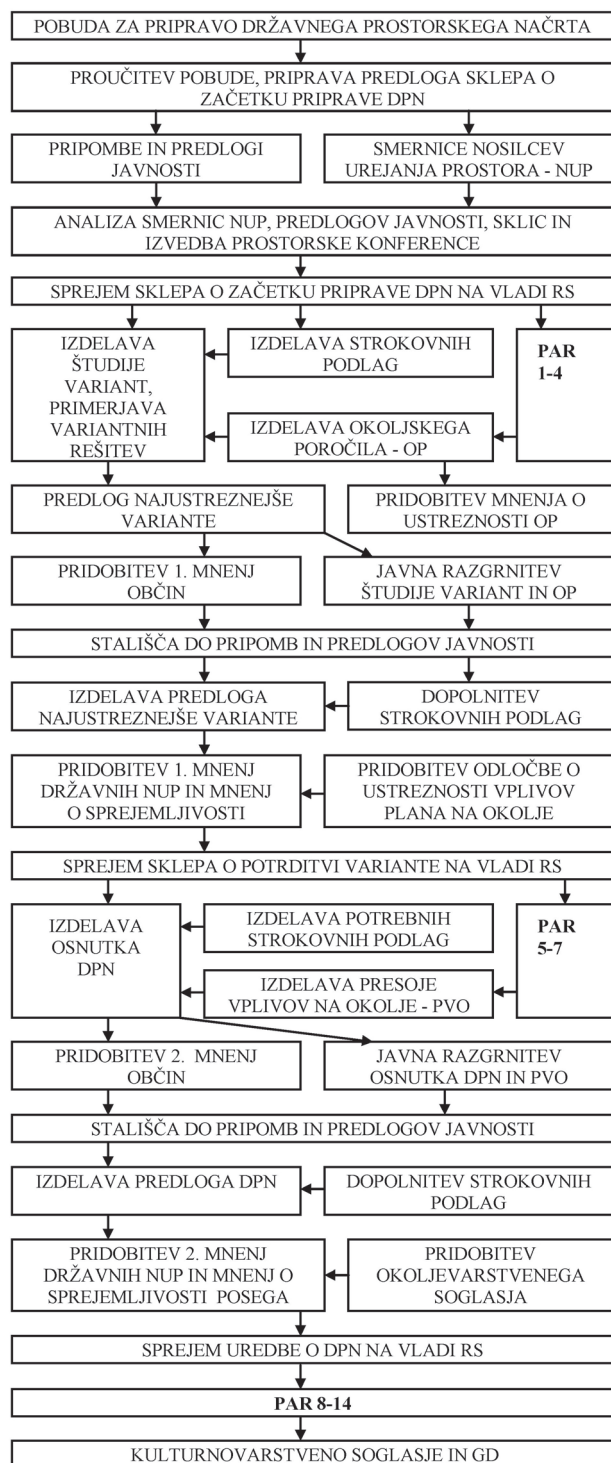 POBUDA ZA PRIPRAVO DRŽAVNEGA PROSTORSKEGA NAČRTA
PROUČITEV POBUDE, PRIPRAVA PREDLOGA SKLEPA O
ZAČETKU PRIPRAVE DPN
PRIPOMBE IN PREDLOGI
JAVNOSTI
SMERNICE NOSILCEV
UREJANJA PROSTORA - NUP
ANALIZA SMERNIC NUP, PREDLOGOV JAVNOSTI, SKLIC IN
IZVEDBA PROSTORSKE KONFERENCE
SPREJEM SKLEPA O ZAČETKU PRIPRAVE DPN NA VLADI RS
IZDELAVA
ŠTUDIJE
VARIANT,
PRIMERJAVA
VARIANTNIH
REŠITEV
IZDELAVA STROKOVNIH
PODLAG
PAR
1-4
IZDELAVA OKOLJSKEGA
POROČILA - OP
PREDLOG NAJUSTREZNEJŠE
VARIANTE
PRIDOBITEV MNENJA O
USTREZNOSTI OP
PRIDOBITEV 1. MNENJ
OBČIN
JAVNA RAZGRNITEV
ŠTUDIJE VARIANT IN OP
STALIŠČA DO PRIPOMB IN PREDLOGOV JAVNOSTI
IZDELAVA PREDLOGA
NAJUSTREZNEJŠE VARIANTE
DOPOLNITEV
STROKOVNIH PODLAG
PRIDOBITEV 1. MNENJ
DRŽAVNIH NUP IN MNENJ
O SPREJEMLJIVOSTI
PRIDOBITEV ODLOČBE O
USTREZNOSTI VPLIVOV
PLANA NA OKOLJE
SPREJEM SKLEPA O POTRDITVI VARIANTE NA VLADI RS
IZDELAVA
OSNUTKA
DPN
IZDELAVA POTREBNIH
STROKOVNIH PODLAG
PAR
5-7
IZDELAVA PRESOJE
VPLIVOV NA OKOLJE - PVO
PRIDOBITEV 2. MNENJ
OBČIN
JAVNA RAZGRNITEV
OSNUTKA DPN IN PVO
STALIŠČA DO PRIPOMB IN PREDLOGOV JAVNOSTI
IZDELAVA PREDLOGA DPN
DOPOLNITEV STROKOVNIH
PODLAG
PRIDOBITEV 2. MNENJ
DRŽAVNIH NUP IN MNENJ O
SPREJEMLJIVOSTI POSEGA
PRIDOBITEV
OKOLJEVARSTVENEGA
SOGLASJA
SPREJEM UREDBE O DPN NA VLADI RS
PAR 8-14
KULTURNOVARSTVENO SOGLASJE IN GD